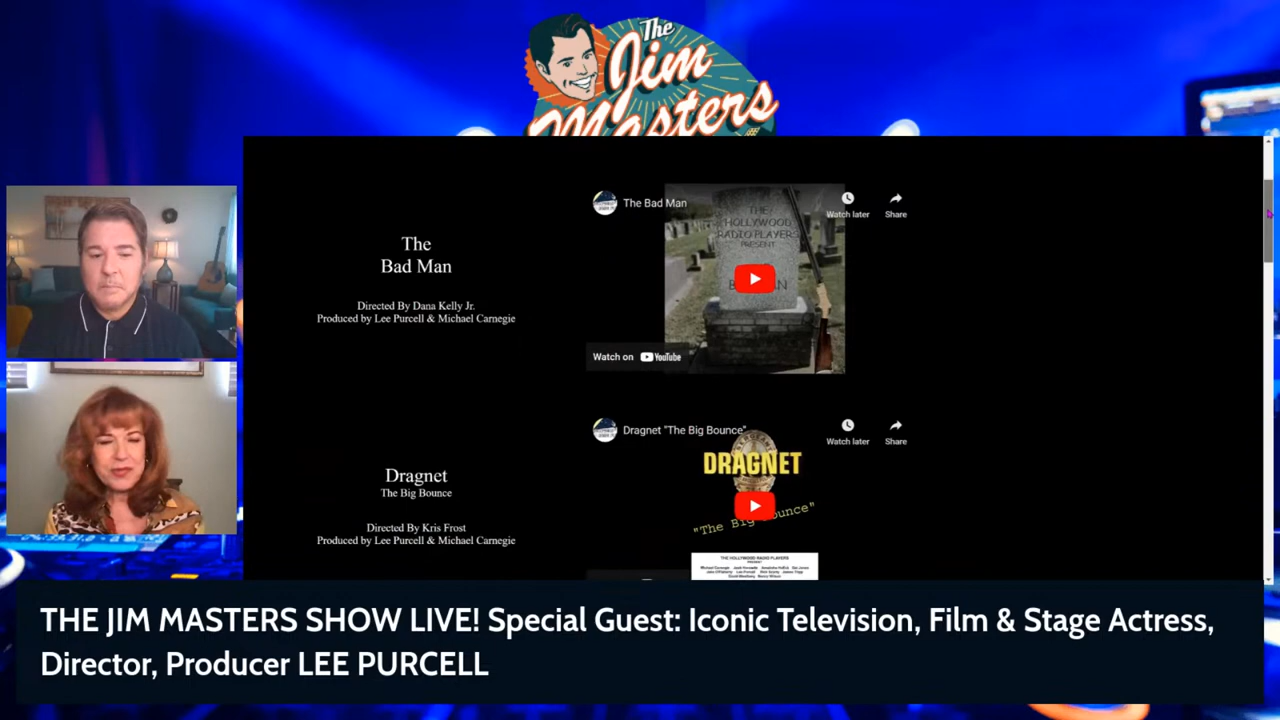 The
Jim
Masters
The Bad Man
Watch later
Share
THE
HOLLYWOOD
RADIO PLAYERS
PRESENT
The
Bad Man
Directed By Dana Kelly Jr.
Produced by Lee Purcell & Michael Carnegie
Watch on YouTube
Dragnet "The Big Bounce"
Watch later
Share
DRAGNET
"The Big Bounce"
Dragnet
The Big Bounce
Directed By Kris Frost
Produced by Lee Purcell & Michael Carnegie
THE HOLLYWOOD RADIO PLAYERS
PRESENT
THE JIM MASTERS SHOW LIVE! Special Guest: Iconic Television, Film & Stage Actress,
Director, Producer LEE PURCELL